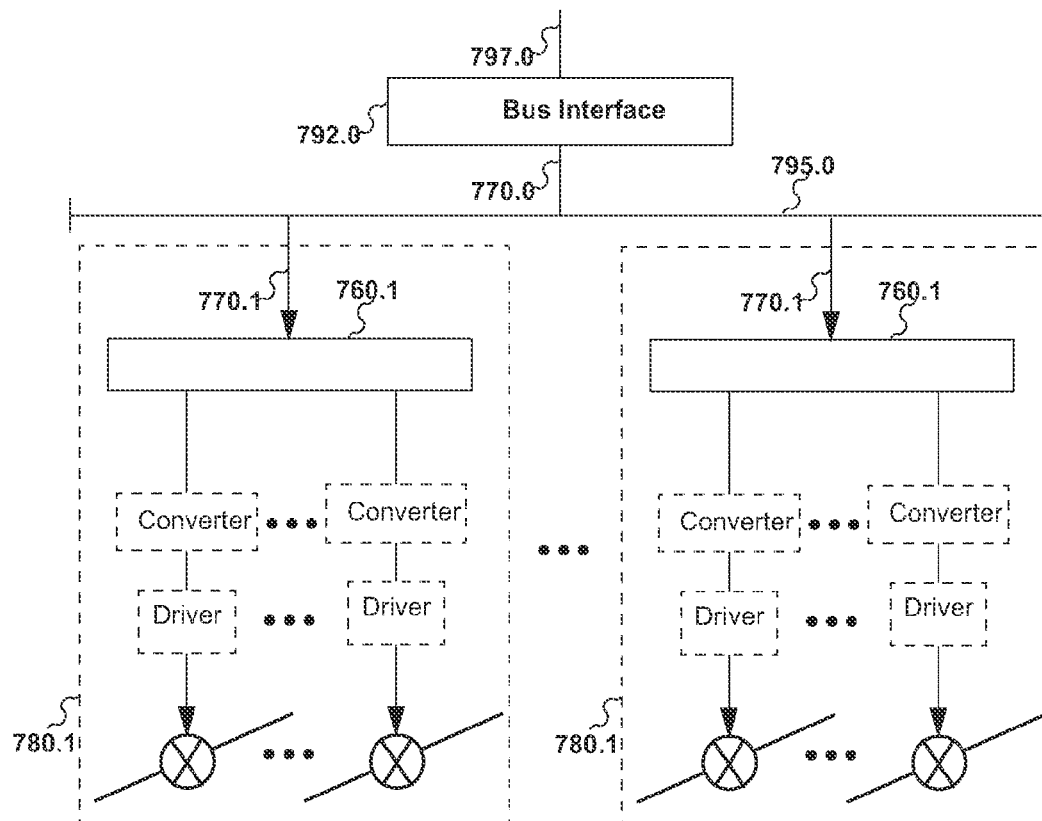 797.0
Bus Interface
792.0
770.0
795.0
770.1
760.1
770.1
760.1
Converter
Converter
Converter
Converter
Driver
Driver
Driver
Driver
780.1
780.1